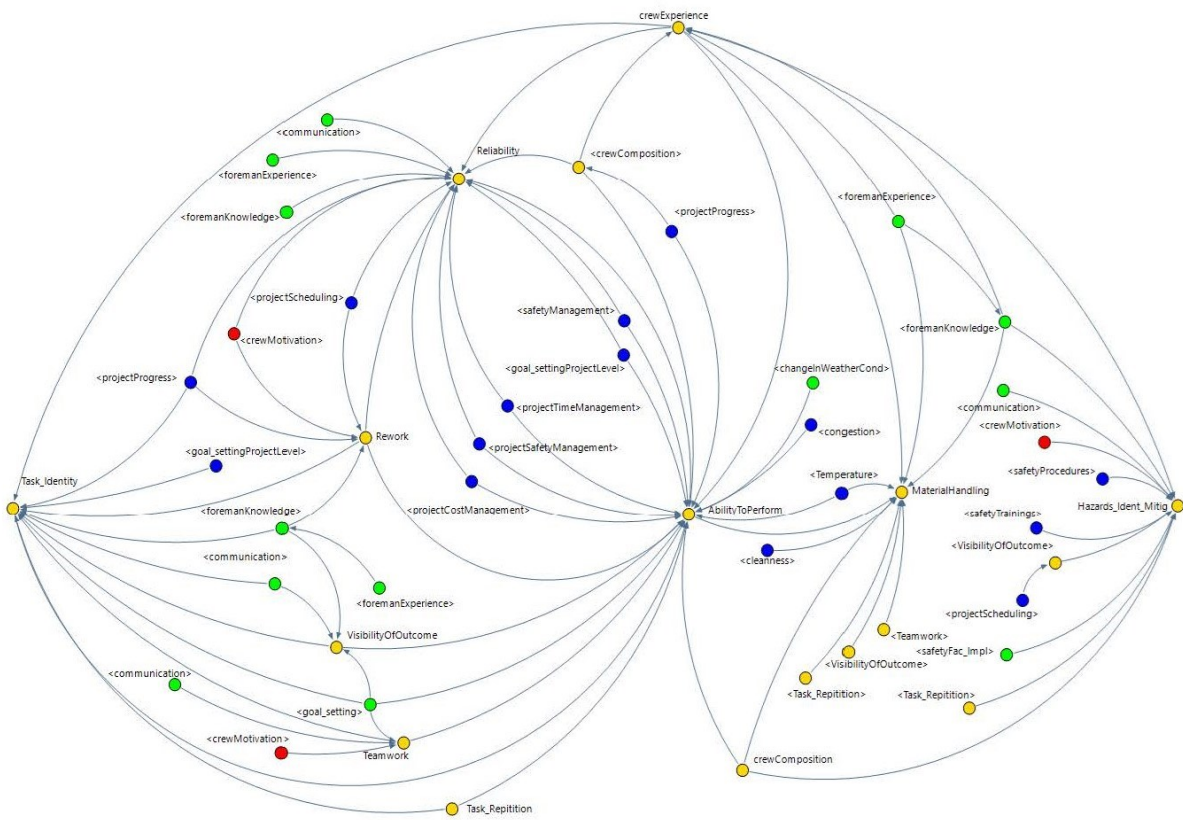 crewExperience
<communication>
Reliability
<crewComposition>
<foremanExperience>
<foremanExperience>
<foremanKnowledge>
<projectProgress>
<projectScheduling>
<safetyManagement>
<foremanKnowledge>
<crewMotivation>
<goal_settingProjectLevel>
<changeInWeatherCond>
<projectProgress>
<communication>
<projectTimeManagement>
<crewMotivation>
<congestion>
Rework
<projectSafetyManagement>
<goal_settingProjectLevel>
<safetyProcedures>
<Temperature>
Task_Identity
MaterialHandling
<foremanKnowledge>
<projectCostManagement>
AbilityToPerform
Hazards_Ident_Mitig
<safetyTrainings>
<VisibilityOfOutcome>
<communication>
<cleanness>
<foremanExperience>
<projectScheduling>
VisibilityOfOutcome
<Teamwork>
<safetyFac_Impl>
<VisibilityOfOutcome>
<communication>
<Task_Repitition>
<Task_Repitition>
<goal_setting>
<crewMotivation>
Teamwork
crewComposition
Task_Repitition